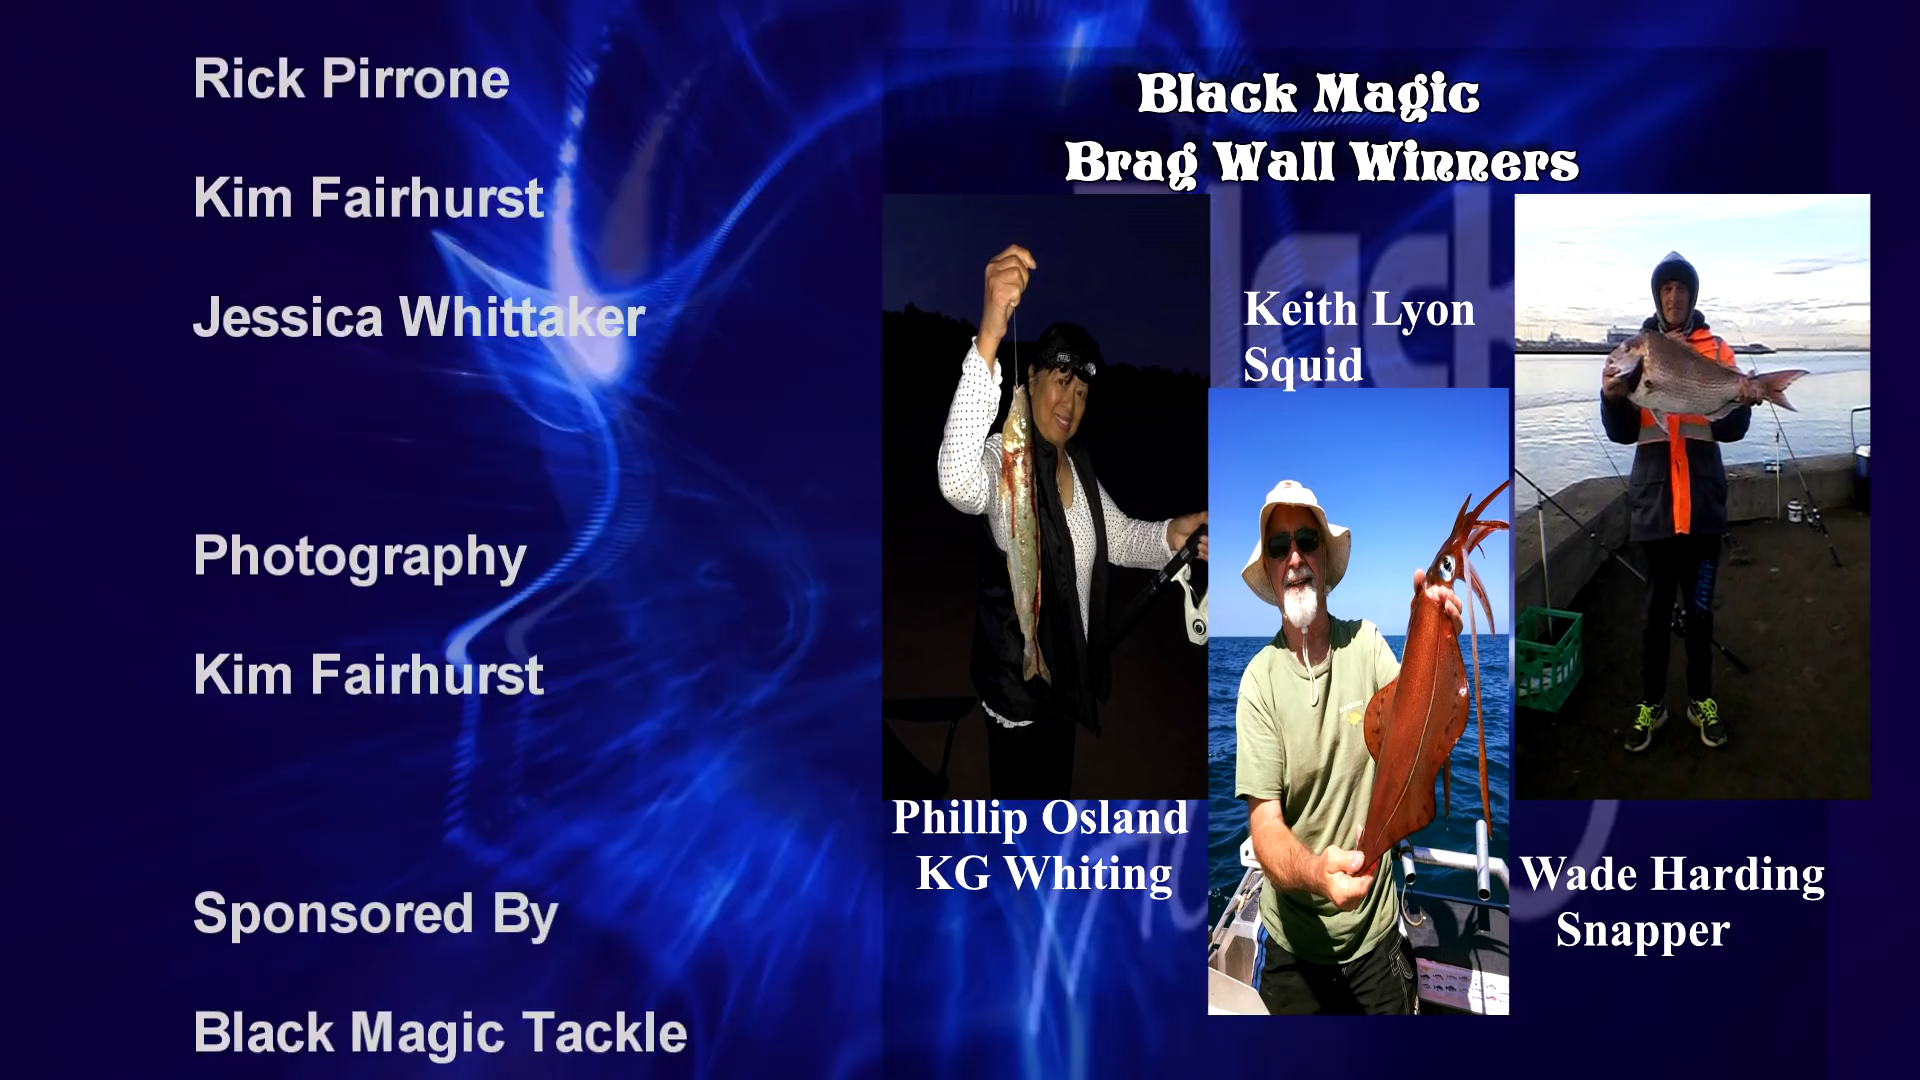 Rick Pirrone
Kim Fairhurst
Jessica Whittaker
Photography
Kim Fairhurst
Sponsored By
Black Magic Tackle
Black Magic
Brag Wall Winners
Keith Lyon
Squid
Phillip Osland
KG Whiting
Wade Harding
Snapper